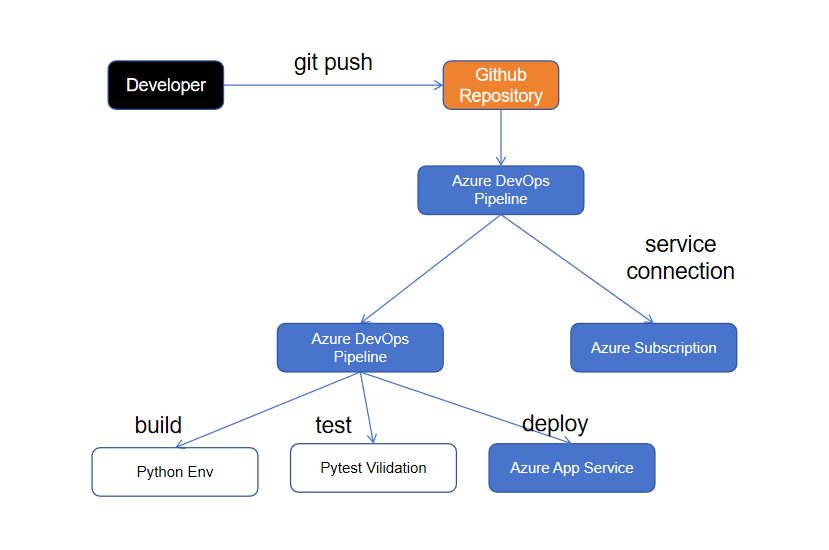 git push
Developer
Github
Repository
Azure DevOps
Pipeline
service
connection
Azure DevOps
Pipeline
Azure Subscription
build
test
deploy
Python Env
Pytest Vilidation
Azure App Service